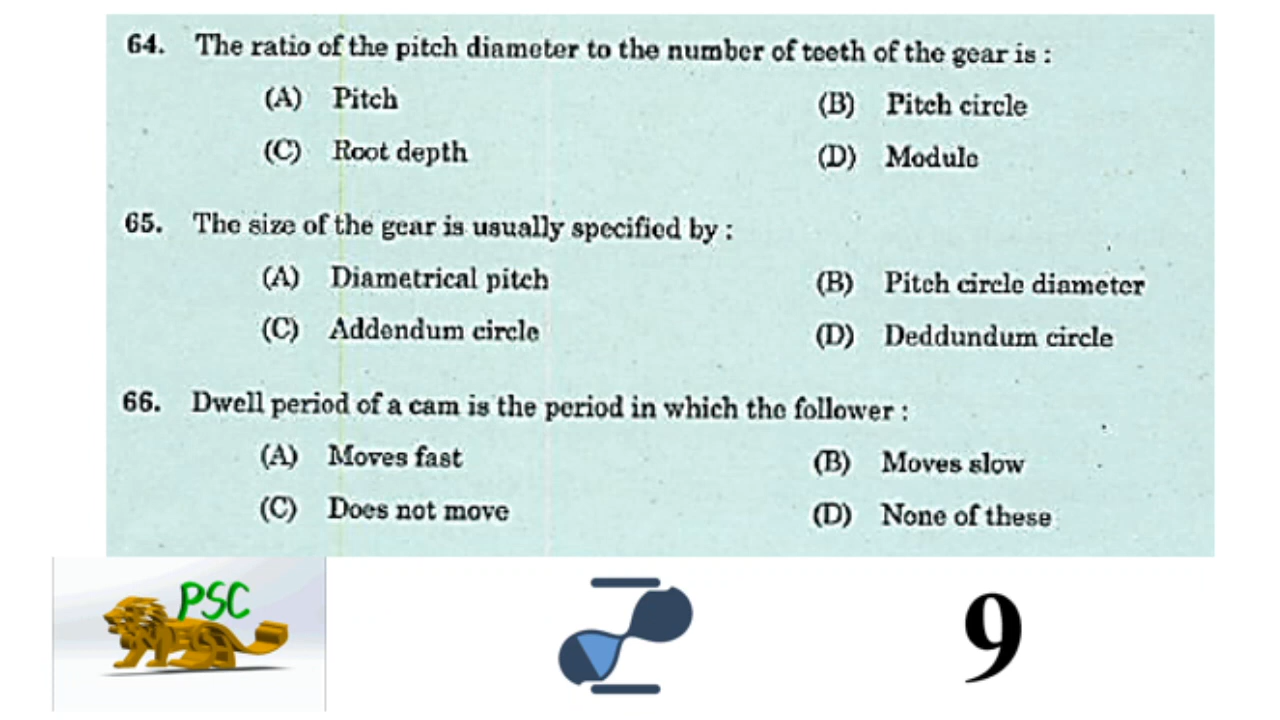 64. The ratio of the pitch diameter to the number of teeth of the gear is :
(A) Pitch (B) Pitch circle
(C) Root depth (D) Module
65. The size of the gear is usually specified by :
(A) Diametrical pitch (B) Pitch circle diameter
(C) Addendum circle (D) Deddundum circle
66. Dwell period of a cam is the period in which the follower :
(A) Moves fast (B) Moves slow
(C) Does not move (D) None of these
PSC
9